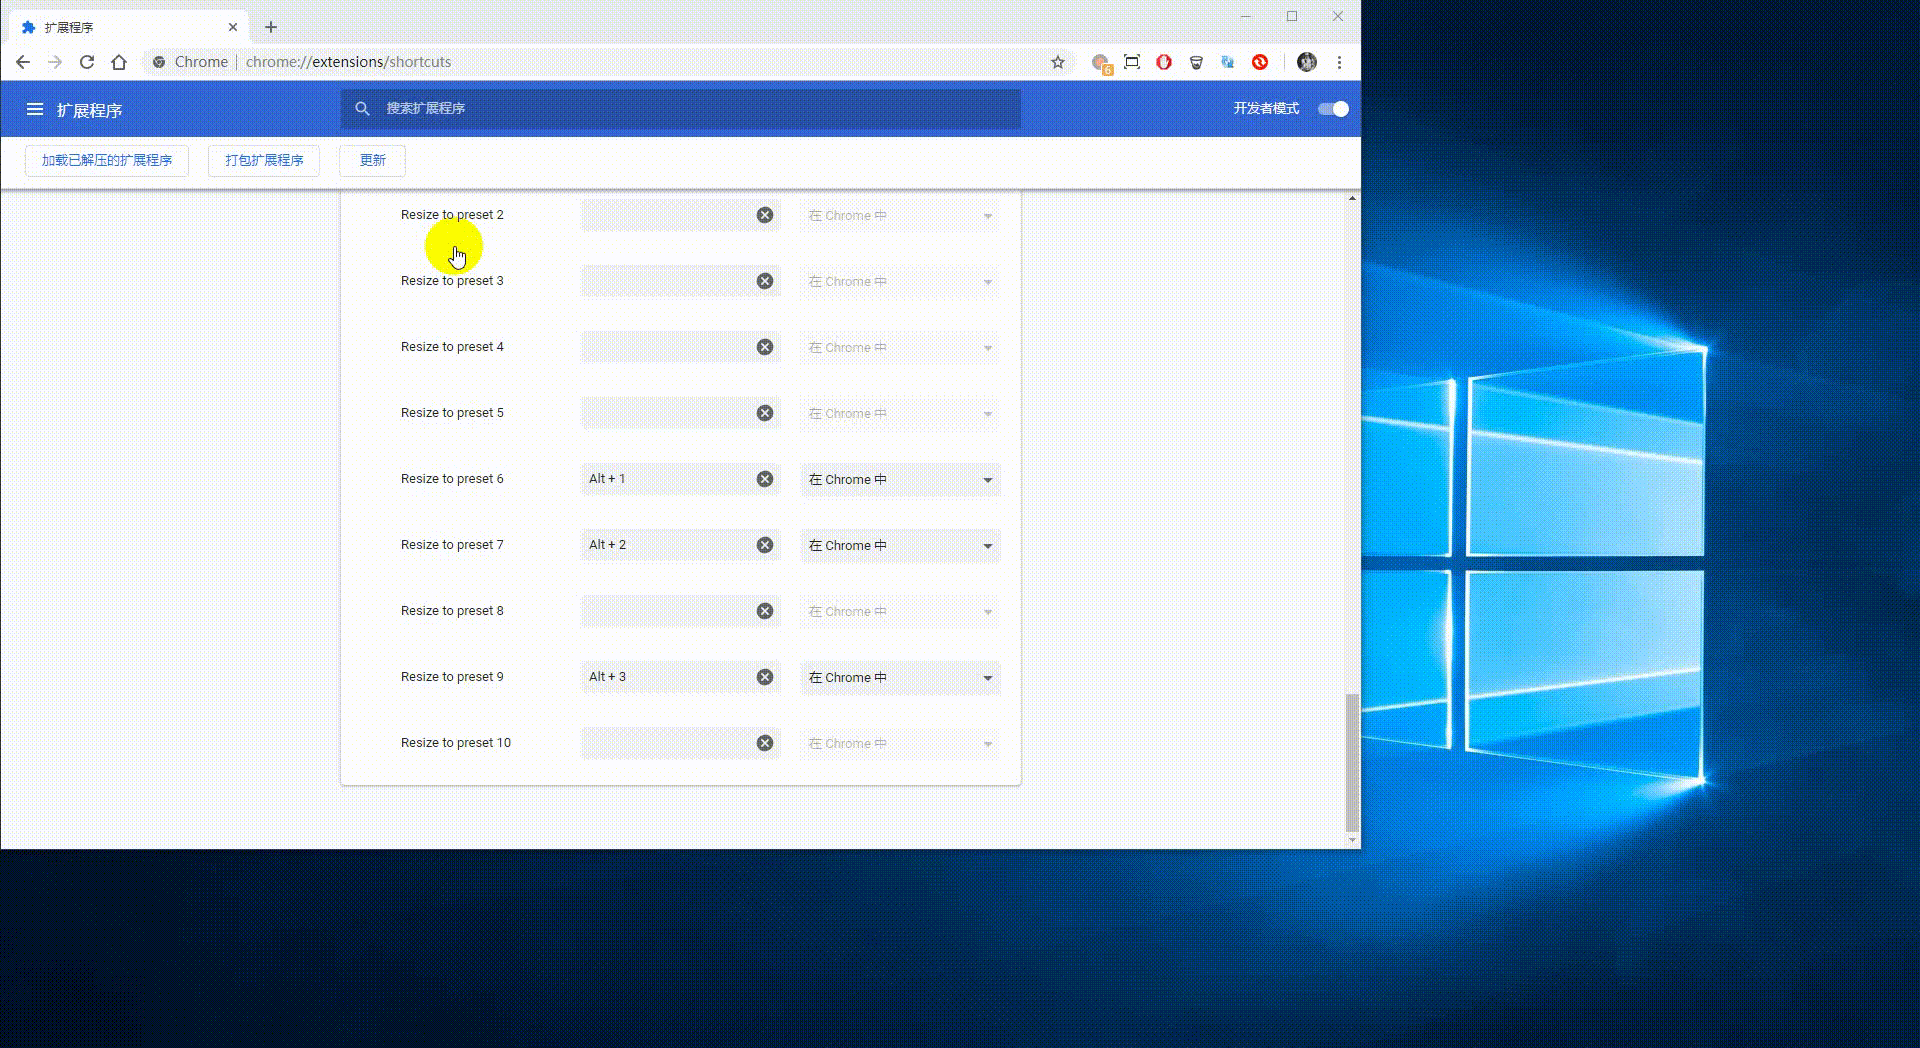 扩展程序
Chrome chrome://extensions/shortcuts
6
扩展程序
搜索扩展程序
开发者模式
加载已解压的扩展程序
打包扩展程序
更新
Resize to preset 2 在 Chrome 中
Resize to preset 3 在 Chrome 中
Resize to preset 4 在 Chrome 中
Resize to preset 5 在 Chrome 中
Resize to preset 6 Alt + 1 在 Chrome 中
Resize to preset 7 Alt + 2 在 Chrome 中
Resize to preset 8 在 Chrome 中
Resize to preset 9 Alt + 3 在 Chrome 中
Resize to preset 10 在 Chrome 中